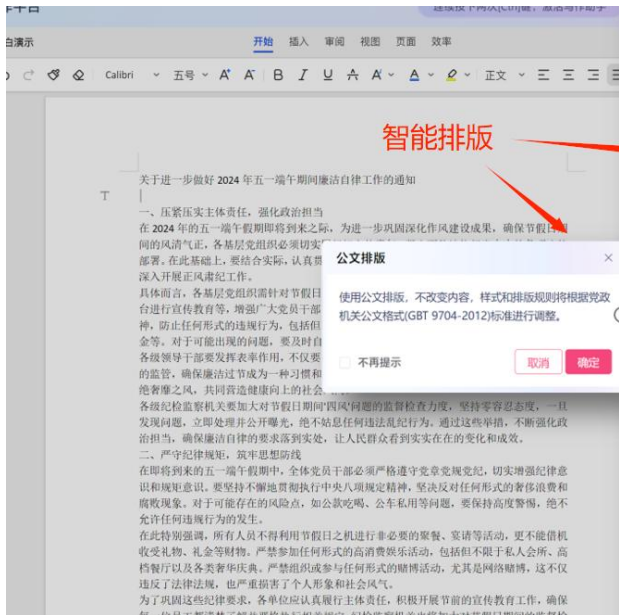 平台
连续按下两次[Ctrl]键，激活写作助手
白演示
开始 插入 审阅 视图 页面 效率
Calibri 五号 A A B I U A A A 正文
智能排版
关于进一步做好 2024 年五一端午期间廉洁自律工作的通知
一、压紧压实主体责任，强化政治担当
在 2024 年的五一端午假期即将到来之际，为进一步巩固深化作风建设成果，确保节假日期
间的风清气正，各基层党组织必须切实
部署。在此基础上，要结合实际，认真贯
深入开展正风肃纪工作。
具体而言，各基层党组织需针对节假日
台进行宣传教育等，增强广大党员干部
神，防止任何形式的违规行为，包括但
金等。对于可能出现的问题，要及时自
各级领导干部要发挥表率作用，不仅要
的监管，确保廉洁过节成为一种习惯和
绝奢靡之风，共同营造健康向上的社会
公文排版
使用公文排版，不改变内容，样式和排版规则将根据党政
机关公文格式(GBT 9704-2012)标准进行调整。
不再提示 取消 确定
各级纪检监察机关要加大对节假日期间'四风'问题的监督检查力度，坚持零容忍态度，一旦
发现问题，立即处理并公开曝光，绝不姑息任何违法乱纪行为。通过这些举措，不断强化政
治担当，确保廉洁自律的要求落到实处，让人民群众看到实实在在的变化和成效。
二、严守纪律规矩，筑牢思想防线
在即将到来的五一端午假期中，全体党员干部必须严格遵守党章党规党纪，切实增强纪律意
识和规矩意识。要坚持不懈地贯彻执行中央八项规定精神，坚决反对任何形式的奢侈浪费和
腐败现象。对于可能存在的风险点，如公款吃喝、公车私用等问题，要保持高度警惕，绝不
允许任何违规行为的发生。
在此特别强调，所有人员不得利用节假日之机进行非必要的聚餐、宴请等活动，更不能借机
收受礼物、礼金等财物。严禁参加任何形式的高消费娱乐活动，包括但不限于私人会所、高
档餐厅以及各类奢华庆典。严禁组织或参与任何形式的赌博活动，尤其是网络赌博，这不仅
违反了法律法规，也严重损害了个人形象和社会风气。
为了巩固这些纪律要求，各单位应认真履行主体责任，积极开展节前的宣传教育工作，确保